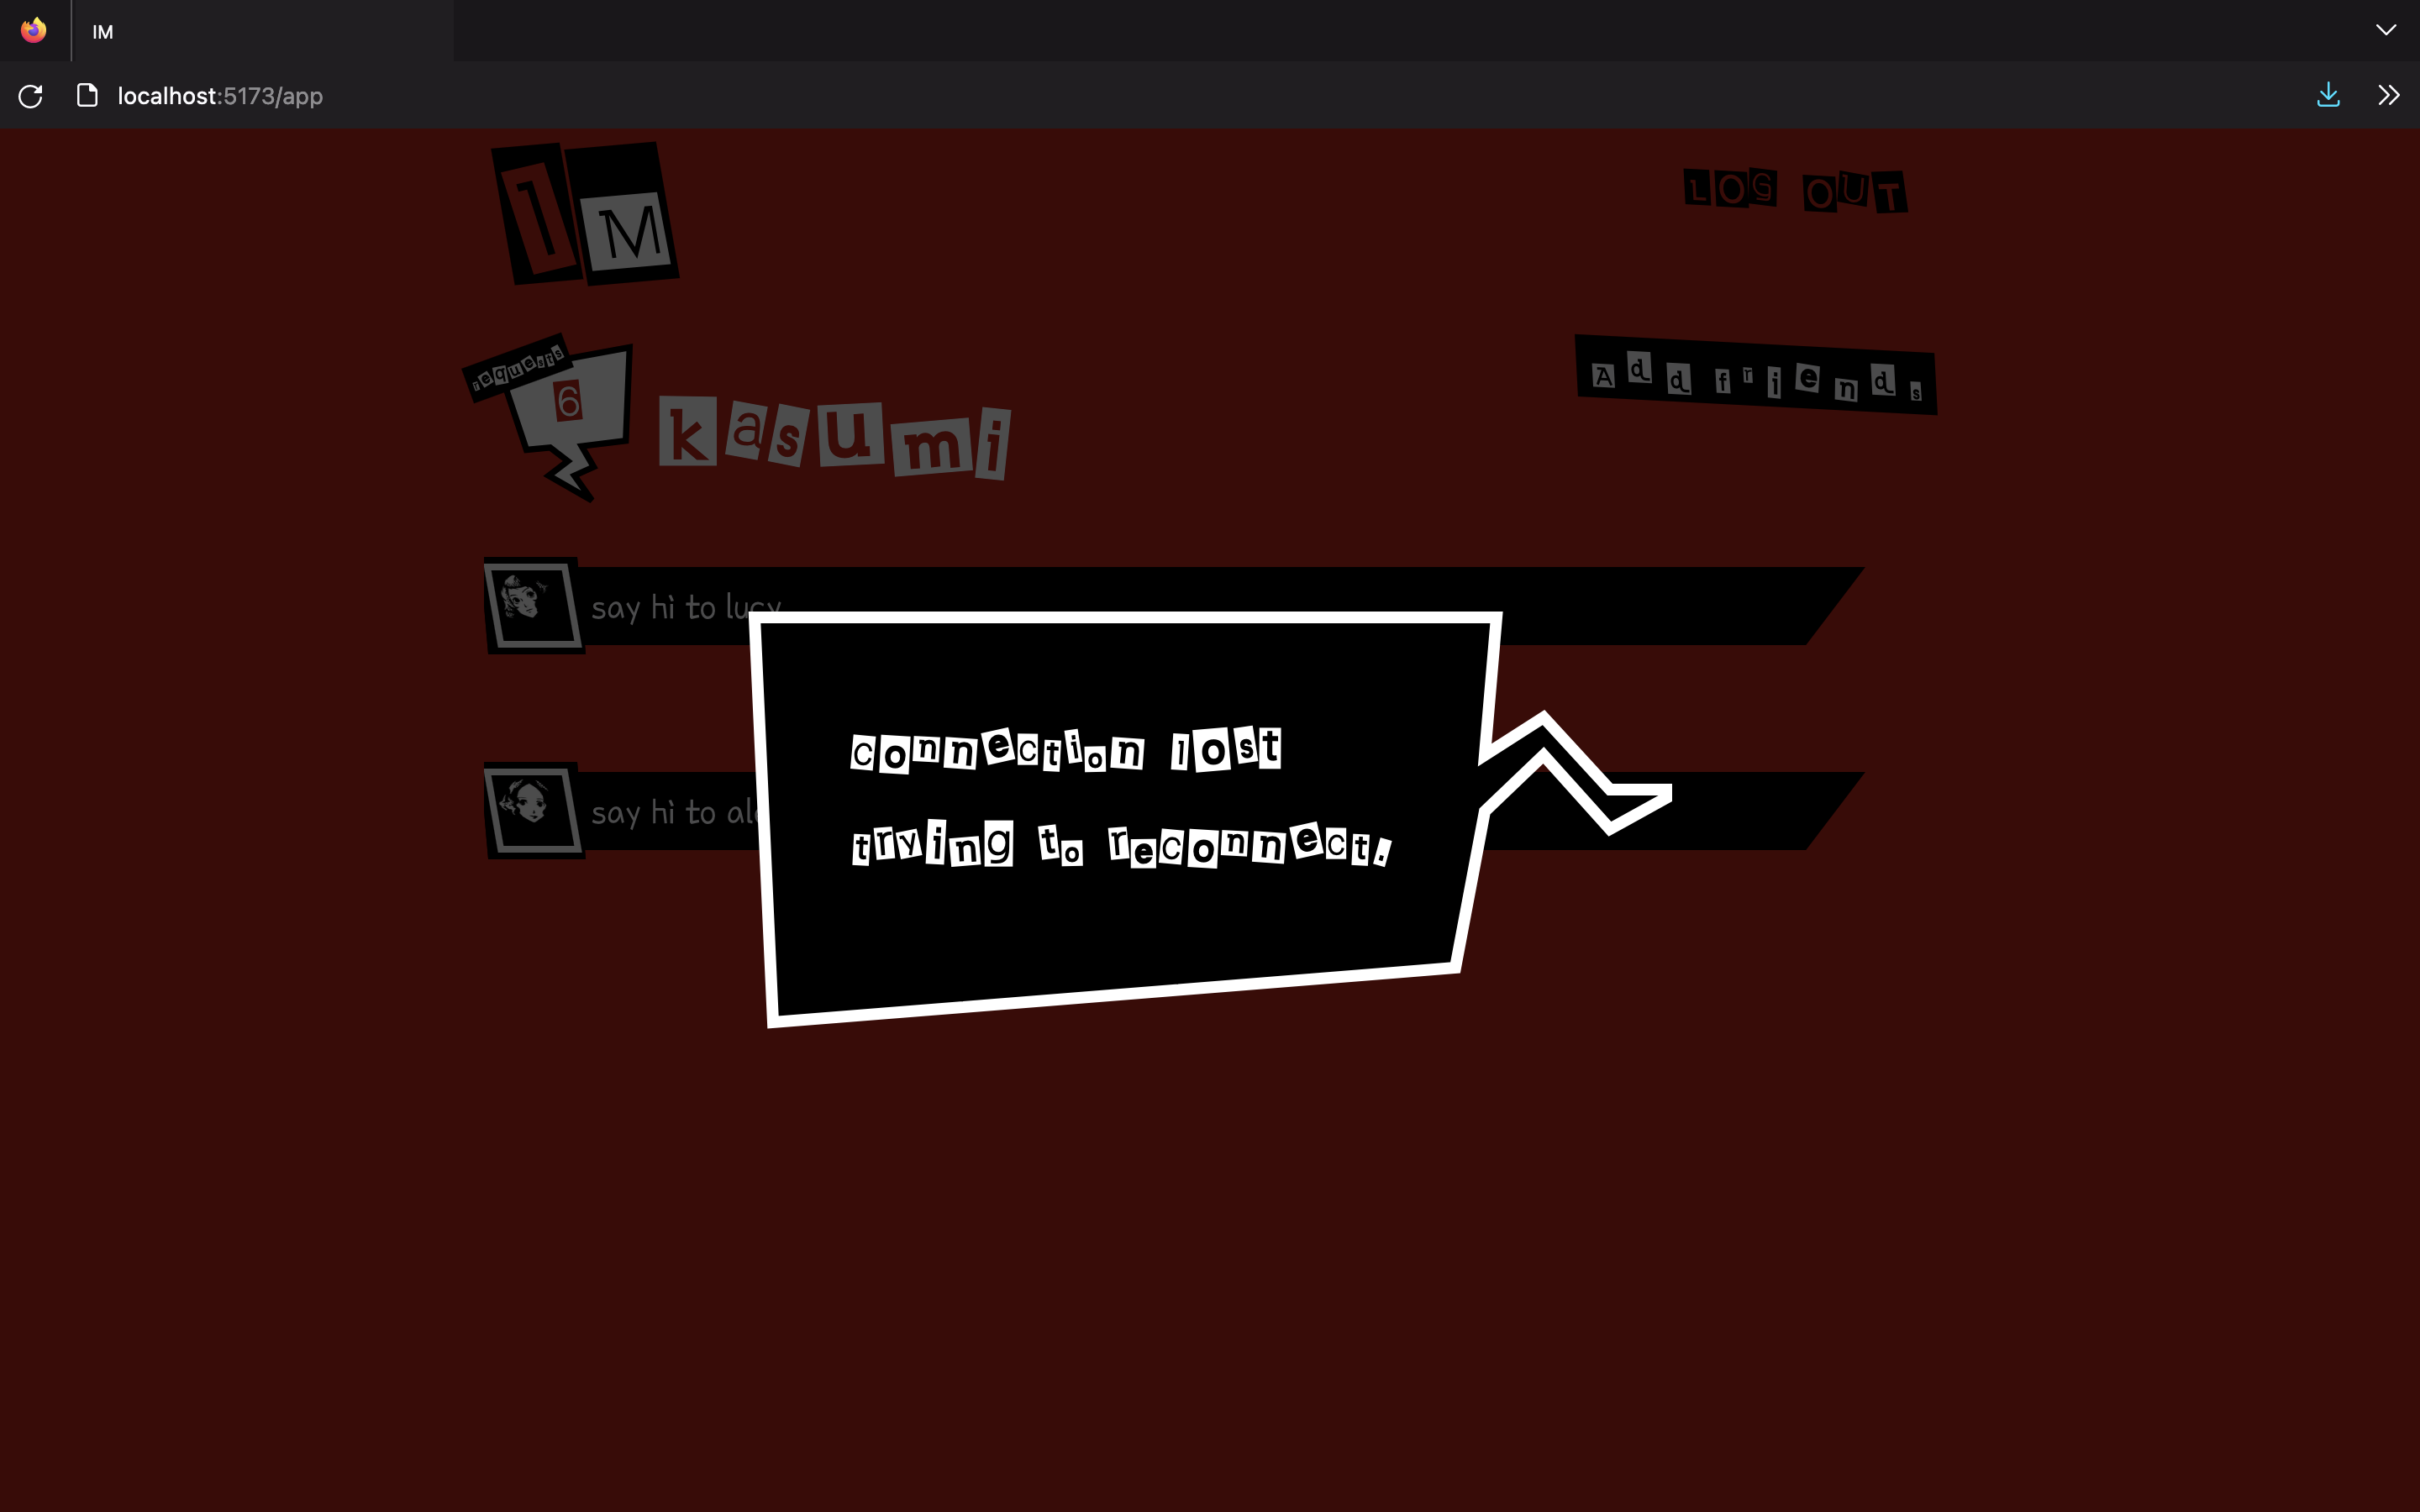 IM
localhost:5173/app
IM
LOG OUT
requests
6
kasumi
Add friends
say hi to lucy
connection lost
say hi to
trying to reconnect.